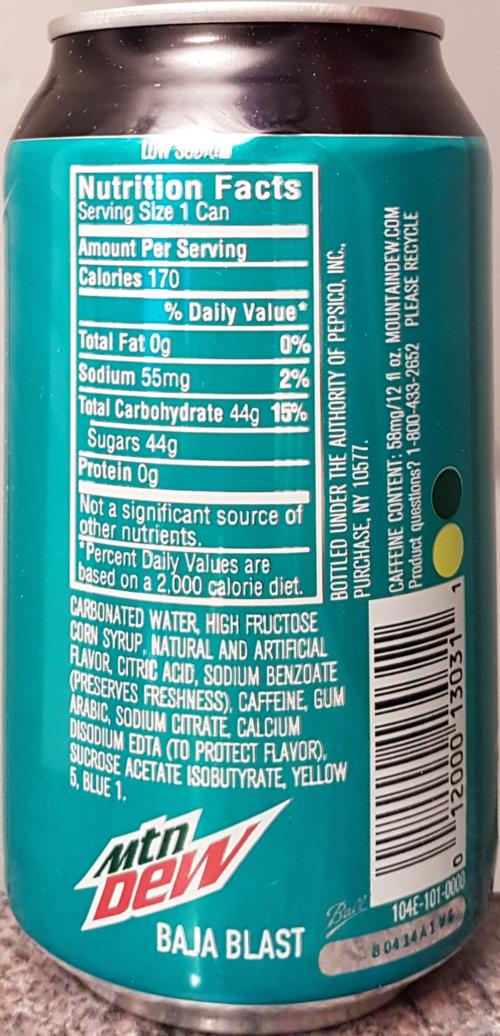 LOW SODIUM
Nutrition Facts
Serving Size 1 Can
Amount Per Serving
Calories 170
% Daily Value*
Total Fat 0g 0%
Sodium 55mg 2%
Total Carbohydrate 44g 15%
Sugars 44g
Protein 0g
Not a significant source of
other nutrients.
*Percent Daily Values are
based on a 2,000 calorie diet.
CARBONATED WATER, HIGH FRUCTOSE
CORN SYRUP, NATURAL AND ARTIFICIAL
FLAVOR, CITRIC ACID, SODIUM BENZOATE
(PRESERVES FRESHNESS), CAFFEINE, GUM
ARABIC, SODIUM CITRATE, CALCIUM
DISODIUM EDTA (TO PROTECT FLAVOR),
SUCROSE ACETATE ISOBUTYRATE, YELLOW
5, BLUE 1.
mtn
Dew
BAJA BLAST
BOTTLED UNDER THE AUTHORITY OF PEPSICO, INC.,
PURCHASE, NY 10577.
CAFFEINE CONTENT: 58mg/12 fl oz. MOUNTAINDEW.COM
Product questions? 1-800-433-2652 PLEASE RECYCLE
0 12000 13031 1
Ball
104E-101-0000